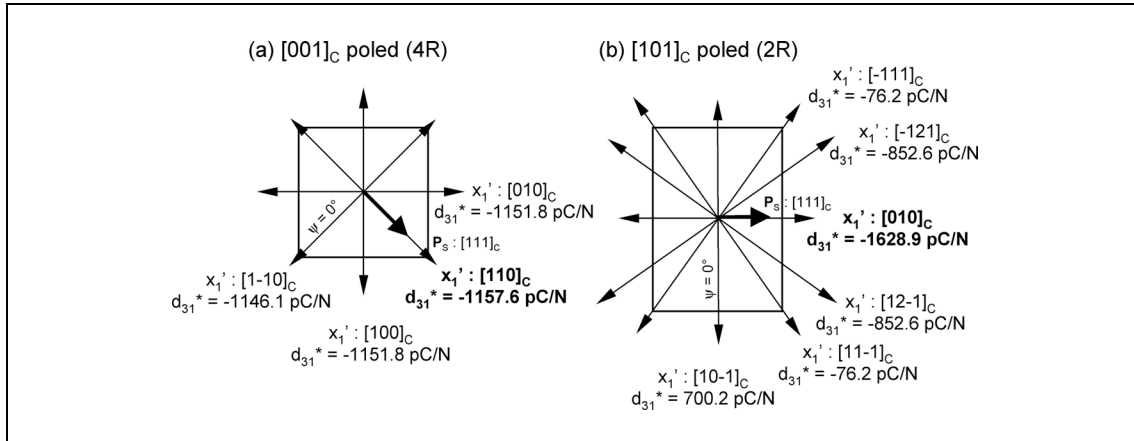 (a) [001]C poled (4R)
ψ = 0°
x1' : [010]C
d31* = -1151.8 pC/N
PS : [111]C
x1' : [1-10]C
d31* = -1146.1 pC/N
x1' : [110]C
d31* = -1157.6 pC/N
x1' : [100]C
d31* = -1151.8 pC/N
(b) [101]C poled (2R)
x1' : [-111]C
d31* = -76.2 pC/N
x1' : [-121]C
d31* = -852.6 pC/N
PS : [111]C
x1' : [010]C
d31* = -1628.9 pC/N
ψ = 0°
x1' : [12-1]C
d31* = -852.6 pC/N
x1' : [11-1]C
d31* = -76.2 pC/N
x1' : [10-1]C
d31* = 700.2 pC/N